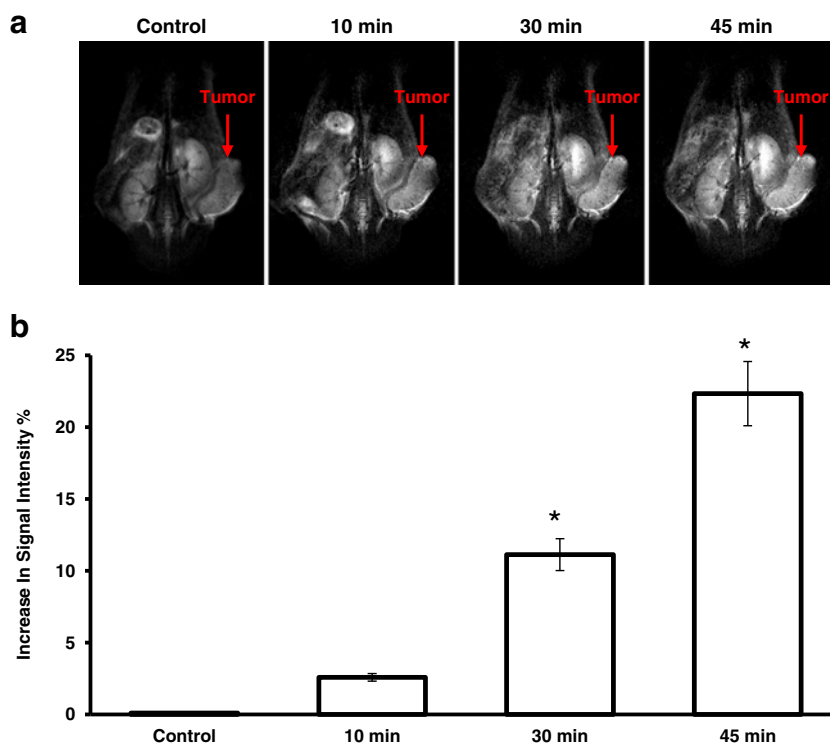 a
Control 10 min 30 min 45 min
Tumor Tumor Tumor Tumor
b
Increase In Signal Intensity %
25
*
20
15
*
10
5
0
Control 10 min 30 min 45 min